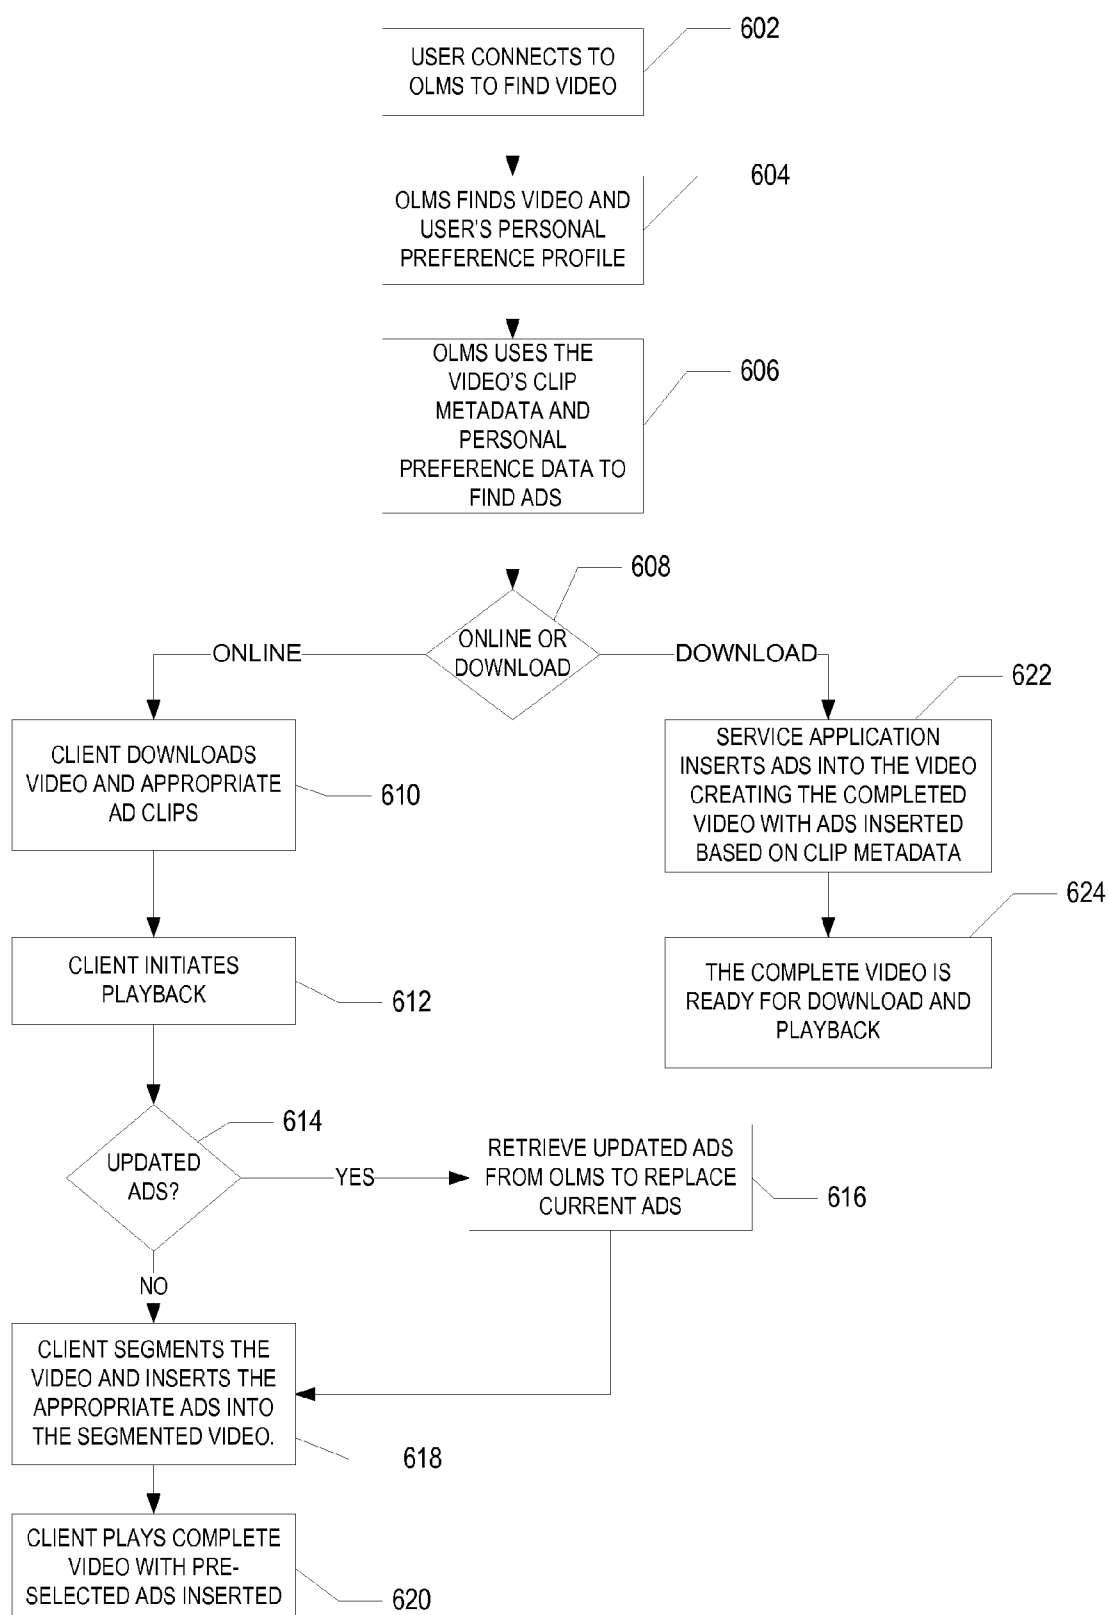 602
USER CONNECTS TO
OLMS TO FIND VIDEO
604
OLMS FINDS VIDEO AND
USER'S PERSONAL
PREFERENCE PROFILE
606
OLMS USES THE
VIDEO'S CLIP
METADATA AND
PERSONAL
PREFERENCE DATA TO
FIND ADS
608
ONLINE OR
DOWNLOAD
ONLINE
DOWNLOAD
622
CLIENT DOWNLOADS
VIDEO AND APPROPRIATE
AD CLIPS
610
SERVICE APPLICATION
INSERTS ADS INTO THE VIDEO
CREATING THE COMPLETED
VIDEO WITH ADS INSERTED
BASED ON CLIP METADATA
624
CLIENT INITIATES
PLAYBACK
612
THE COMPLETE VIDEO IS
READY FOR DOWNLOAD AND
PLAYBACK
614
UPDATED
ADS?
YES
RETRIEVE UPDATED ADS
FROM OLMS TO REPLACE
CURRENT ADS
616
NO
CLIENT SEGMENTS THE
VIDEO AND INSERTS THE
APPROPRIATE ADS INTO
THE SEGMENTED VIDEO.
618
CLIENT PLAYS COMPLETE
VIDEO WITH PRE-
SELECTED ADS INSERTED
620